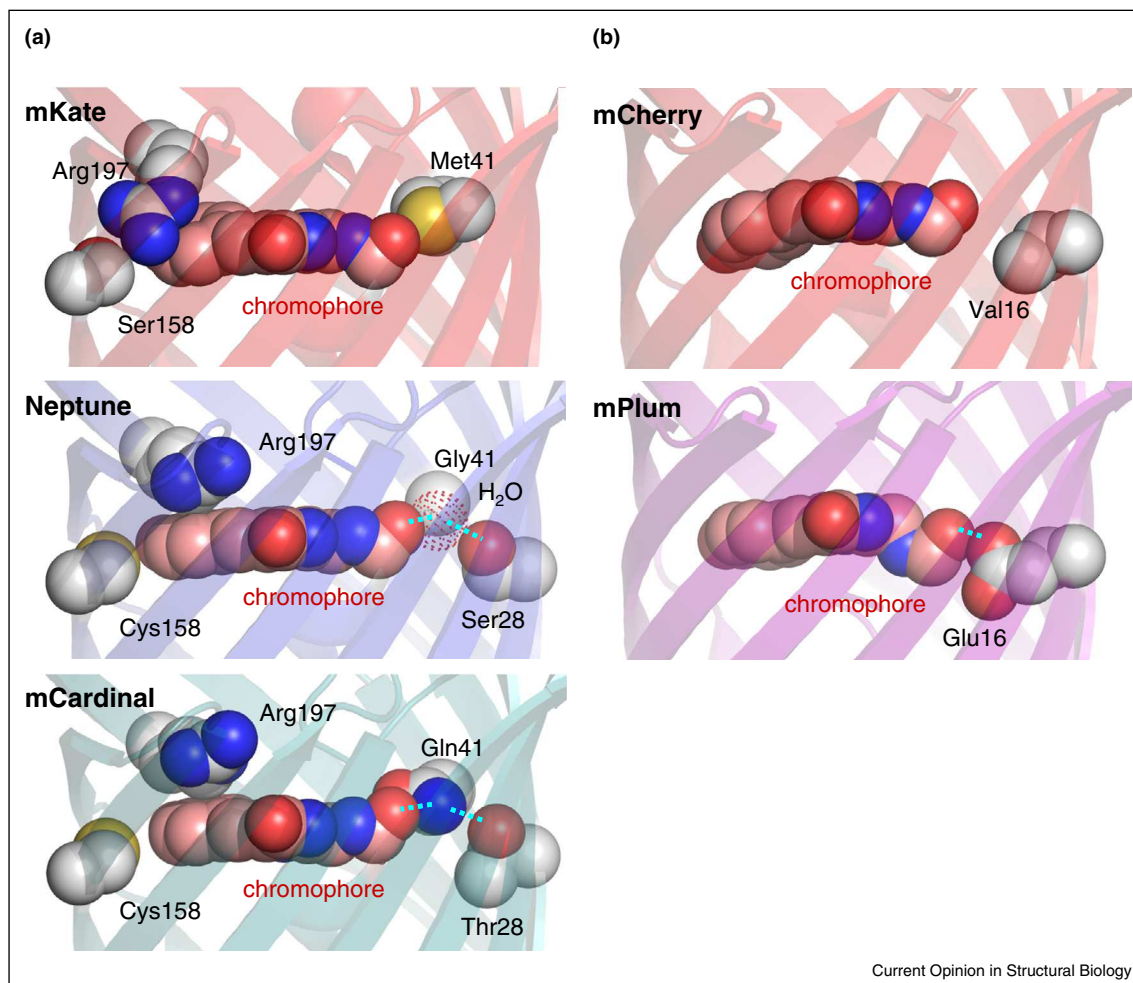 (a)
mKate
Arg197
Met41
Ser158
chromophore
Neptune
Arg197
Gly41
H₂O
chromophore
Cys158
Ser28
mCardinal
Arg197
Gln41
chromophore
Cys158
Thr28
(b)
mCherry
chromophore
Val16
mPlum
chromophore
Glu16
Current Opinion in Structural Biology